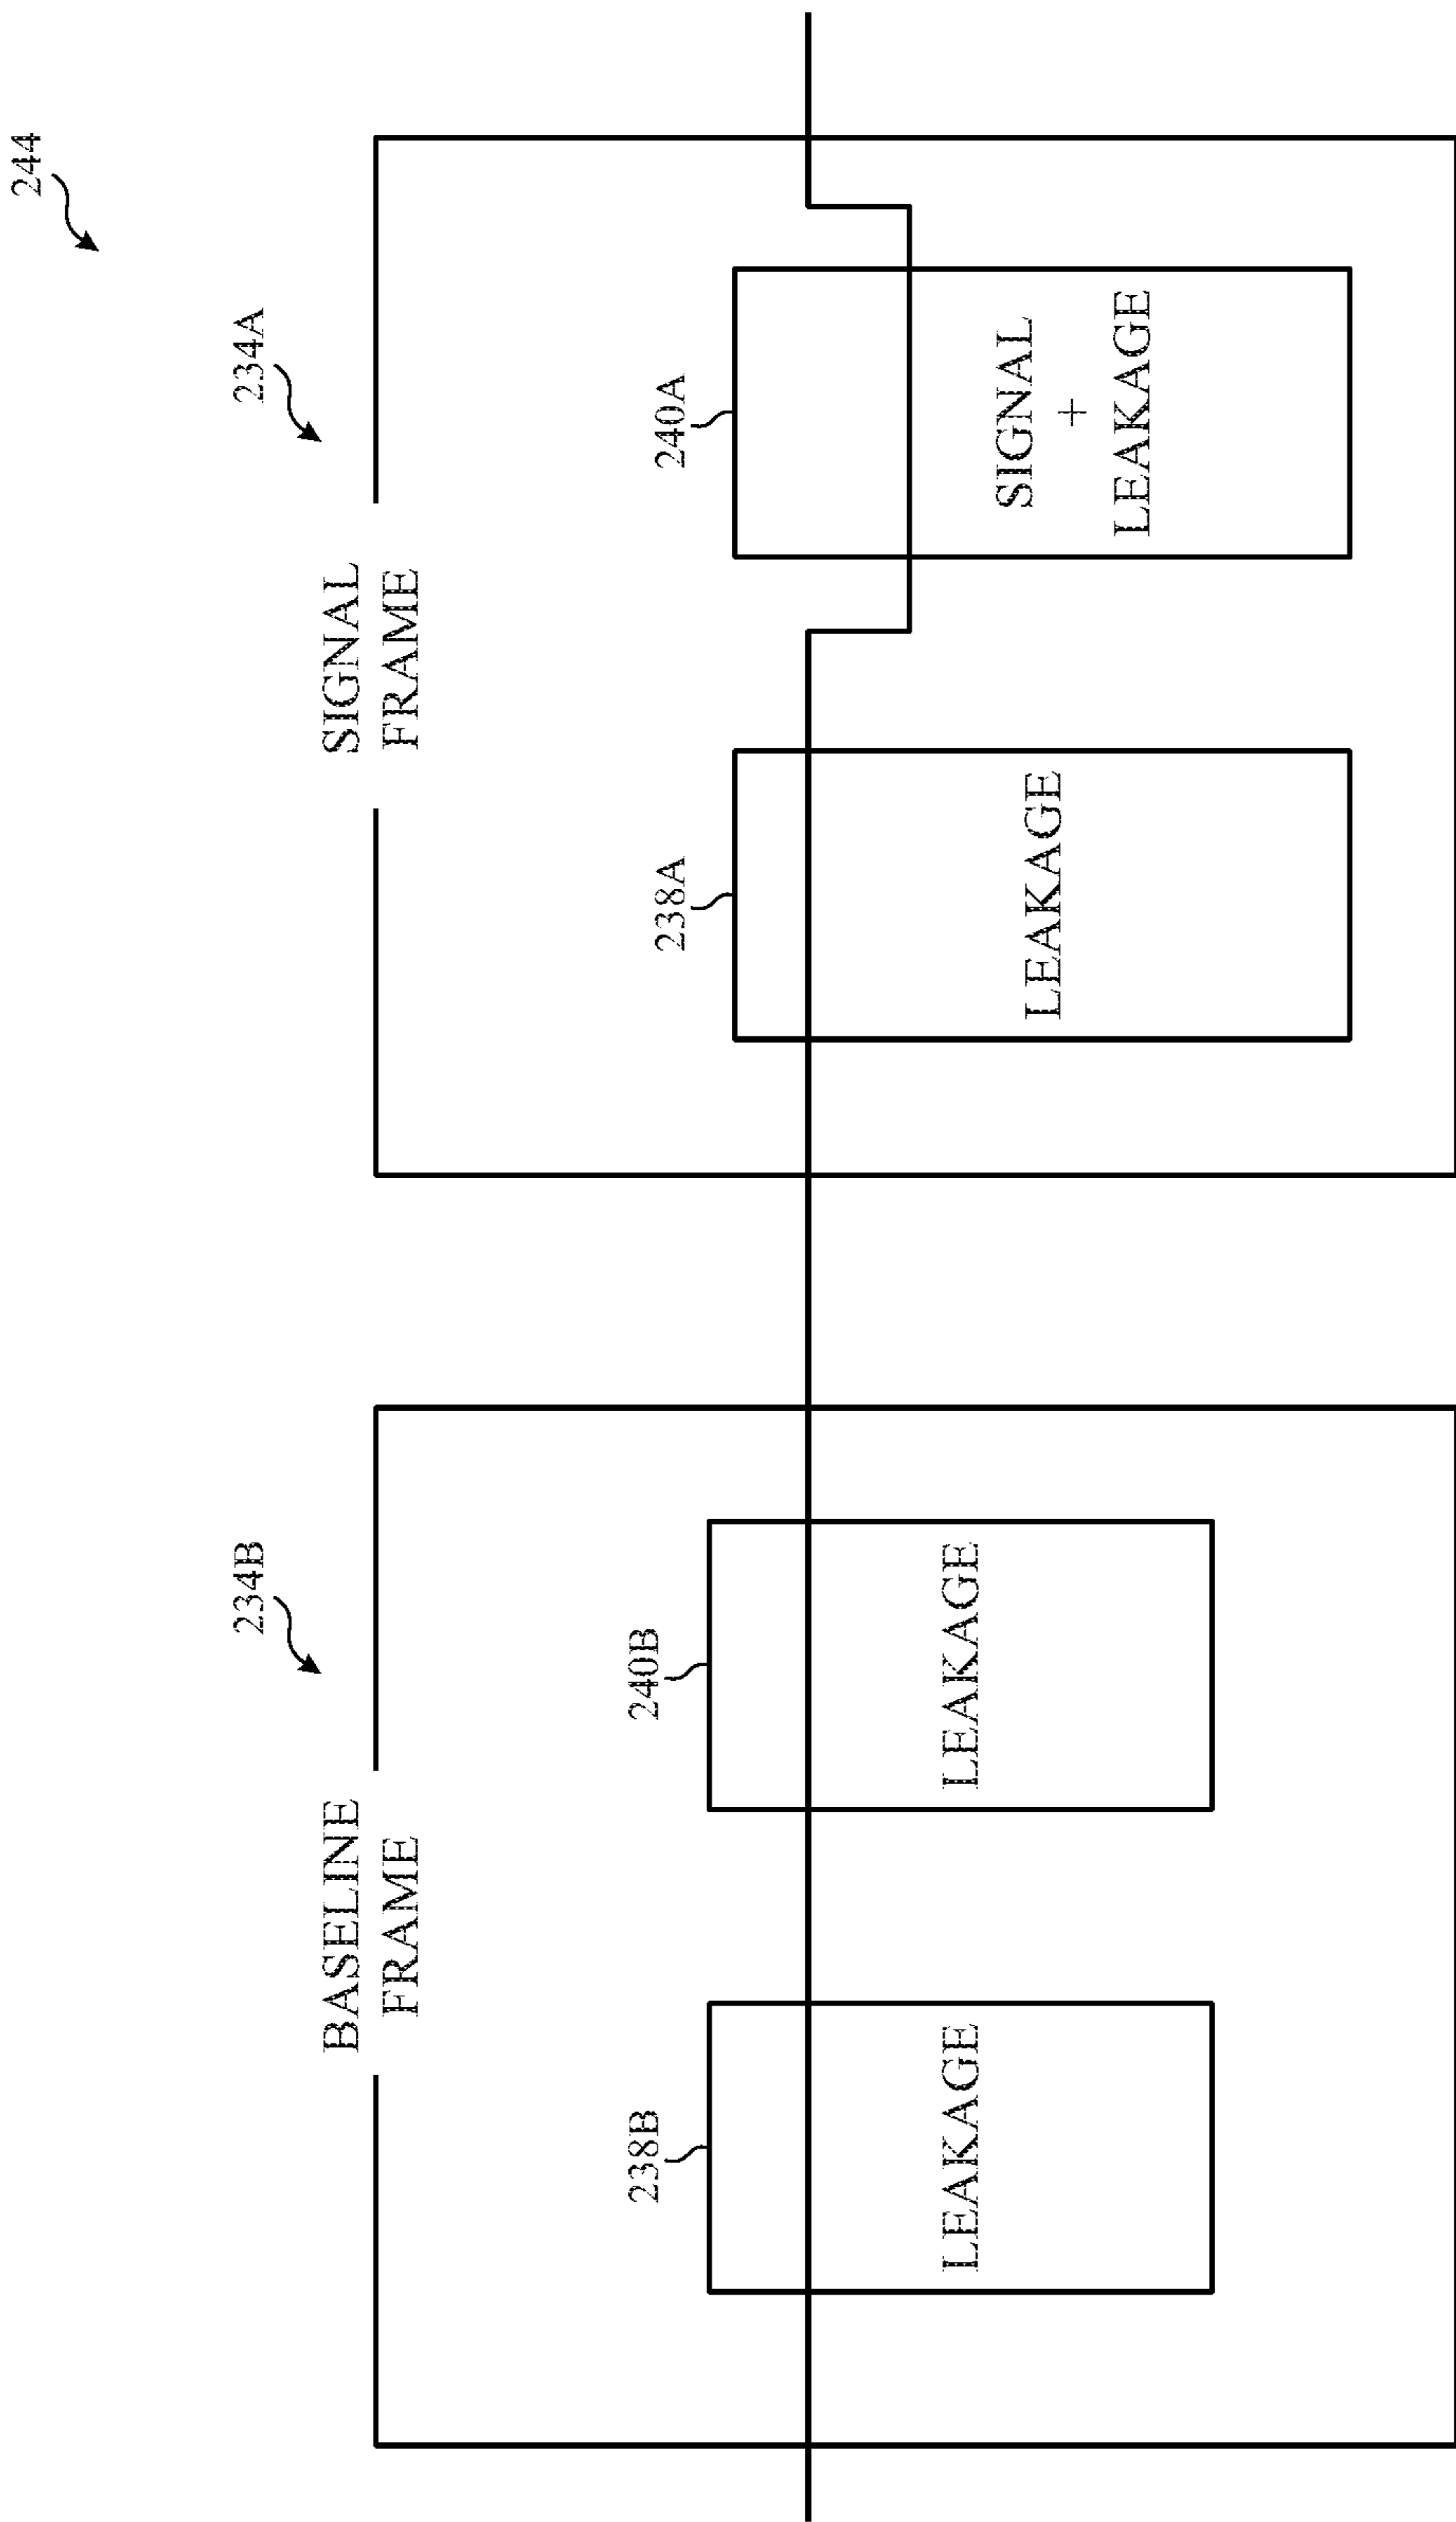 244
234B
234A
BASELINE
FRAME
SIGNAL
FRAME
238B
240B
238A
240A
LEAKAGE
LEAKAGE
LEAKAGE
SIGNAL
+
LEAKAGE